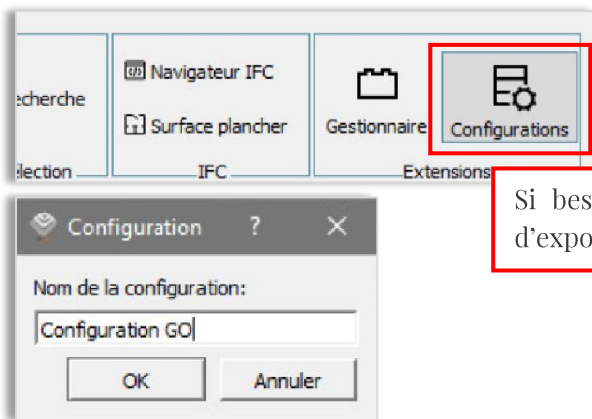 echerche
Navigateur IFC
Surface plancher
Gestionnaire
Configurations
IFC
Extensions
Si bes
d'expo
Configuration ? ×
Nom de la configuration:
Configuration GO
OK Annuler